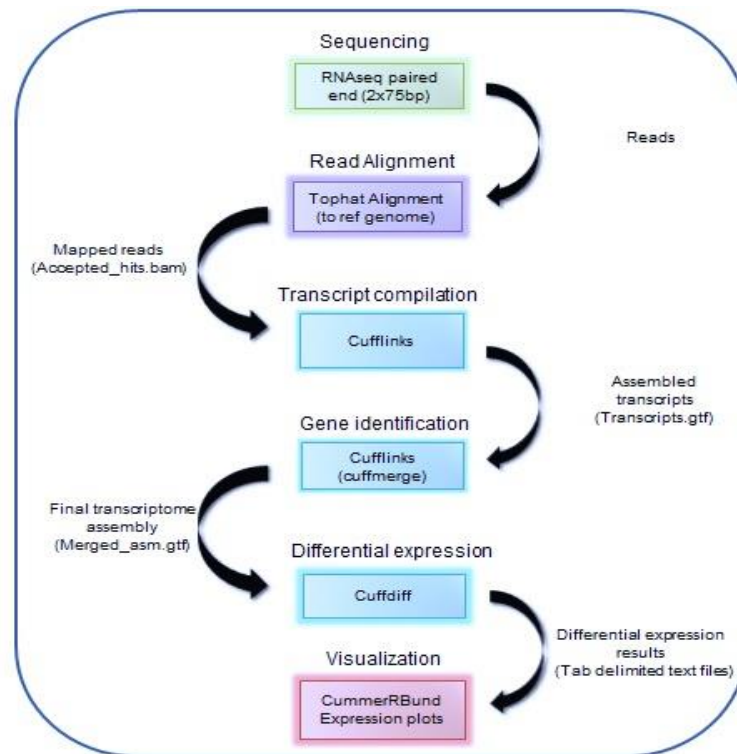 Sequencing
RNAseq paired
end (2x75bp)
Reads
Read Alignment
Tophat Alignment
(to ref genome)
Mapped reads
(Accepted_hits.bam)
Transcript compilation
Cufflinks
Assembled
transcripts
(Transcripts.gtf)
Gene identification
Cufflinks
(cuffmerge)
Final transcriptome
assembly
(Merged_asm.gtf)
Differential expression
Cuffdiff
Differential expression
results
(Tab delimited text files)
Visualization
CummerRBund
Expression plots